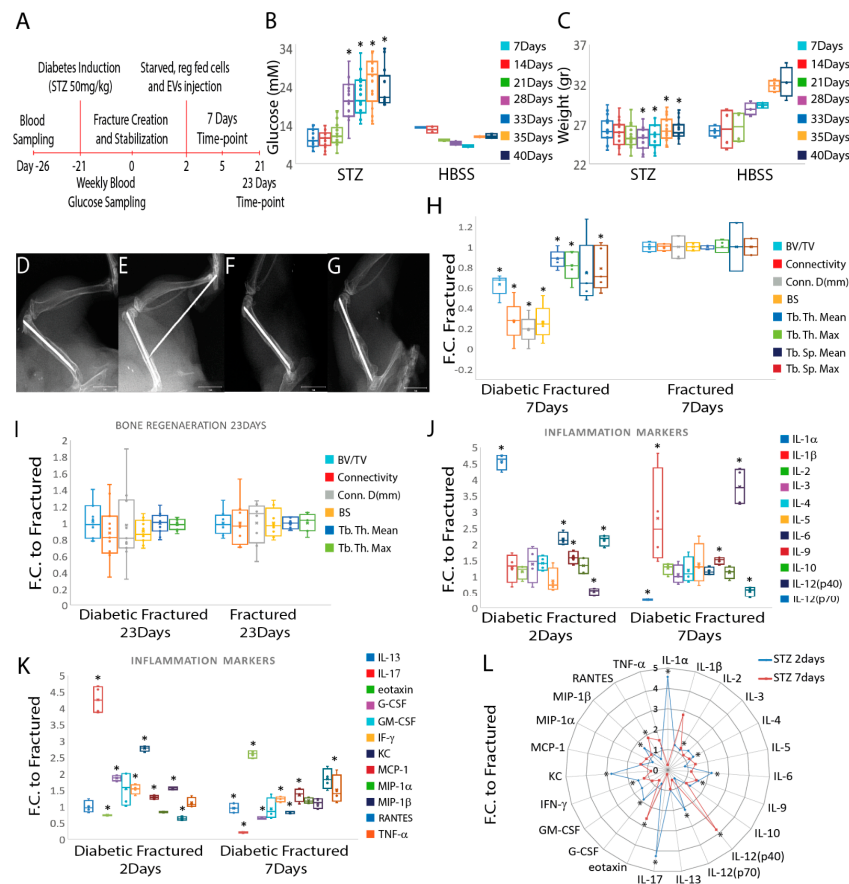 A
Diabetes Induction
(STZ 50mg/kg)
Starved, reg fed cells
and EVs injection
Blood
Sampling
Fracture Creation
and Stabilization
7 Days
Time-point
Day -26
-21
0
2
5
21
Weekly Blood
Glucose Sampling
23 Days
Time-point
B
Glucose (mM)
34
24
14
4
* * * *
STZ
HBSS
7Days
14Days
21Days
28Days
33Days
35Days
40Days
C
Weight (gr)
37
32
27
22
* * * *
STZ
HBSS
7Days
14Days
21Days
28Days
33Days
35Days
40Days
D
E
F
G
H
F.C. Fractured
1.4
1.2
1
0.8
0.6
0.4
0.2
0
-0.2
* * * * * * *
Diabetic Fractured
7Days
Fractured
7Days
BV/TV
Connectivity
Conn. D(mm)
BS
Tb. Th. Mean
Tb. Th. Max
Tb. Sp. Mean
Tb. Sp. Max
I
BONE REGENAERATION 23DAYS
F.C. to Fractured
2
1.8
1.6
1.4
1.2
1
0.8
0.6
0.4
0.2
0
Diabetic Fractured
23Days
Fractured
23Days
BV/TV
Connectivity
Conn. D(mm)
BS
Tb. Th. Mean
Tb. Th. Max
J
INFLAMMATION MARKERS
F.C. to Fractured
5
4.5
4
3.5
3
2.5
2
1.5
1
0.5
0
* * * * *
* * * * *
Diabetic Fractured
2Days
Diabetic Fractured
7Days
IL-1α
IL-1β
IL-2
IL-3
IL-4
IL-5
IL-6
IL-9
IL-10
IL-12(p40)
IL-12(p70)
K
INFLAMMATION MARKERS
F.C. to Fractured
5
4.5
4
3.5
3
2.5
2
1.5
1
0.5
0
Diabetic Fractured
2Days
Diabetic Fractured
7Days
IL-13
IL-17
eotaxin
G-CSF
GM-CSF
IF-γ
KC
MCP-1
MIP-1α
MIP-1β
RANTES
TNF-α
L
F.C. to Fractured
STZ 2days
STZ 7days
5
4
3
2
1
0
IL-1α
IL-1β
IL-2
IL-3
IL-4
IL-5
IL-6
IL-9
IL-10
IL-12(p40)
IL-12(p70)
IL-13
IL-17
eotaxin
G-CSF
GM-CSF
IFN-γ
KC
MCP-1
MIP-1α
MIP-1β
RANTES
TNF-α